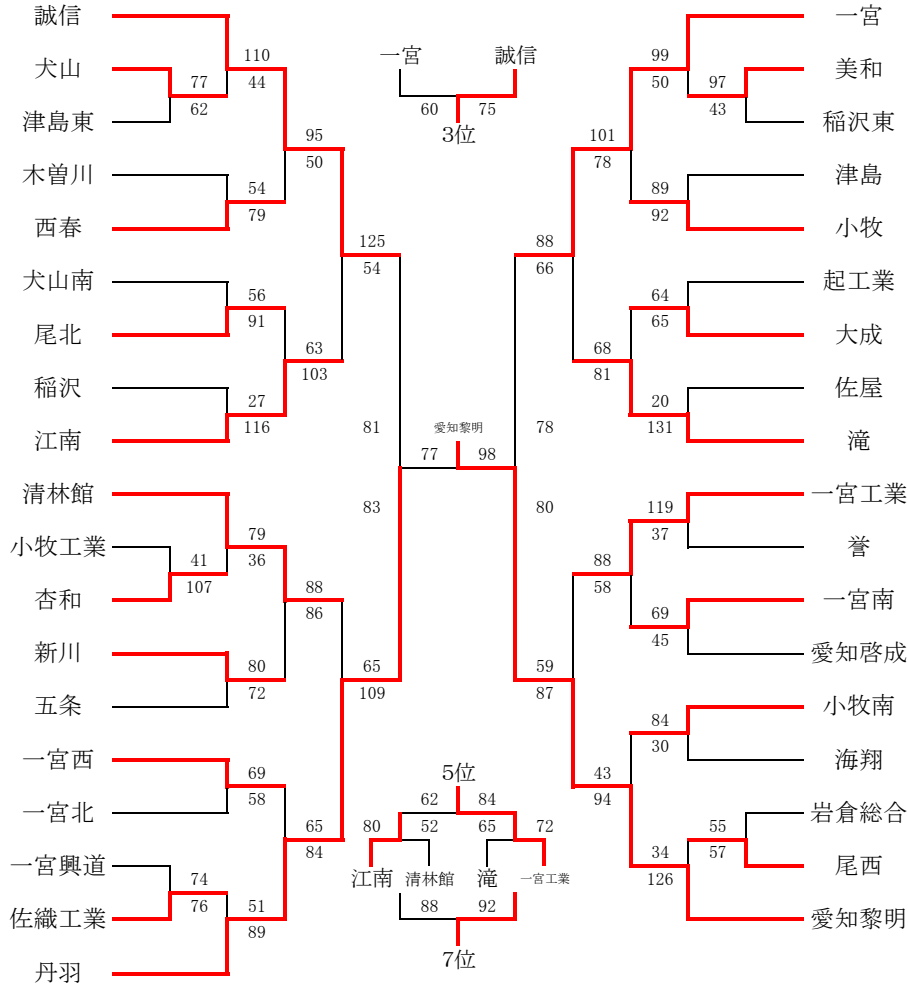 誠信
犬山
津島東
木曽川
西春
犬山南
尾北
稲沢
江南
清林館
小牧工業
杏和
新川
五条
一宮西
一宮北
一宮興道
佐織工業
丹羽
77
62
110
44
54
79
56
91
27
116
95
50
63
103
125
54
41
107
79
36
80
72
88
86
69
58
74
76
51
89
65
84
65
109
81
83
一宮 誠信
60 75
3位
愛知黎明
77 98
78
80
5位
62 84
80 52 65 72
江南 清林館 滝 一宮工業
88 92
7位
99
50
97
43
101
78
89
92
88
66
64
65
68
81
20
131
119
37
88
58
69
45
59
87
84
30
43
94
55
57
34
126
一宮
美和
稲沢東
津島
小牧
起工業
大成
佐屋
滝
一宮工業
誉
一宮南
愛知啓成
小牧南
海翔
岩倉総合
尾西
愛知黎明